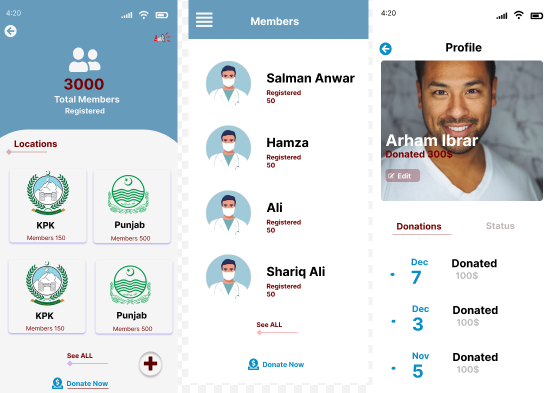 4:20
3000
Total Members
Registered
Locations
KPK
Members 150
Punjab
Members 500
KPK
Members 150
Punjab
Members 500
See ALL
Donate Now
Members
Salman Anwar
Registered
50
Hamza
Registered
50
Ali
Registered
50
Shariq Ali
Registered
50
See ALL
Donate Now
4:20
Profile
Arham Ibrar
Donated 300$
Edit
Donations
Status
Dec
7
Donated
100$
Dec
3
Donated
100$
Nov
5
Donated
100$